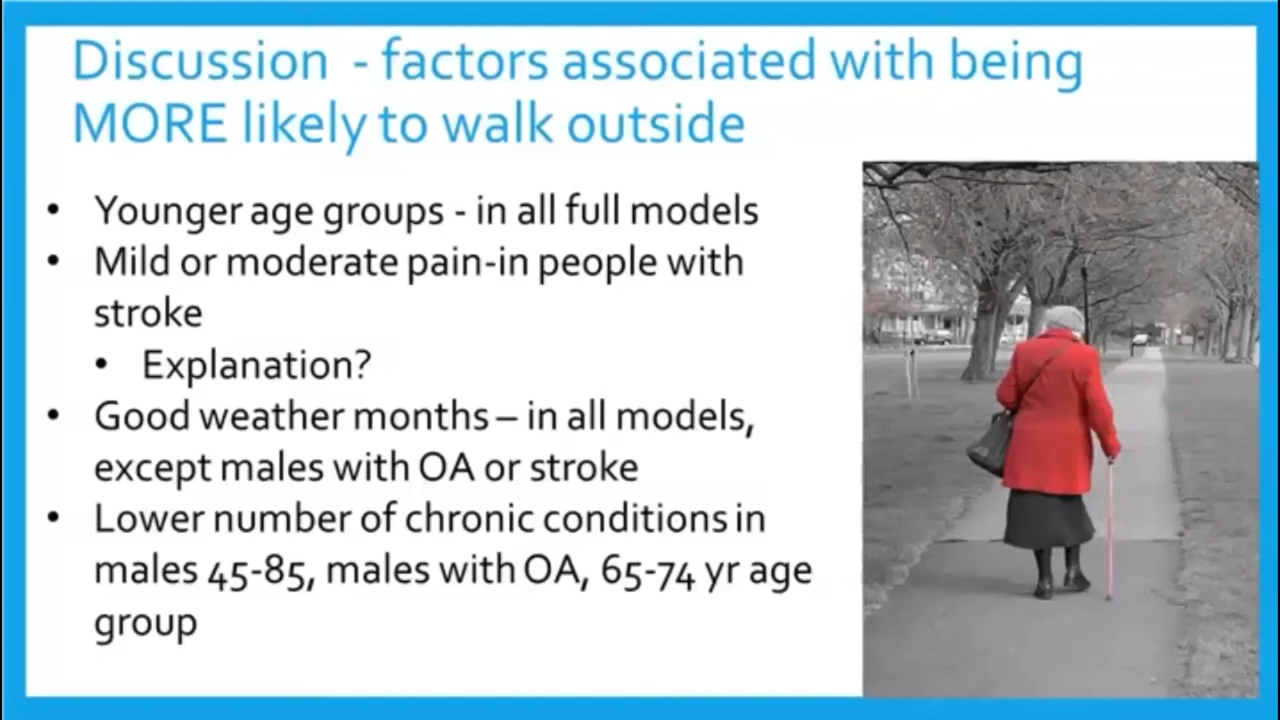 Discussion - factors associated with being
MORE likely to walk outside
• Younger age groups - in all full models
• Mild or moderate pain-in people with
stroke
• Explanation?
• Good weather months – in all models,
except males with OA or stroke
• Lower number of chronic conditions in
males 45-85, males with OA, 65-74 yr age
group